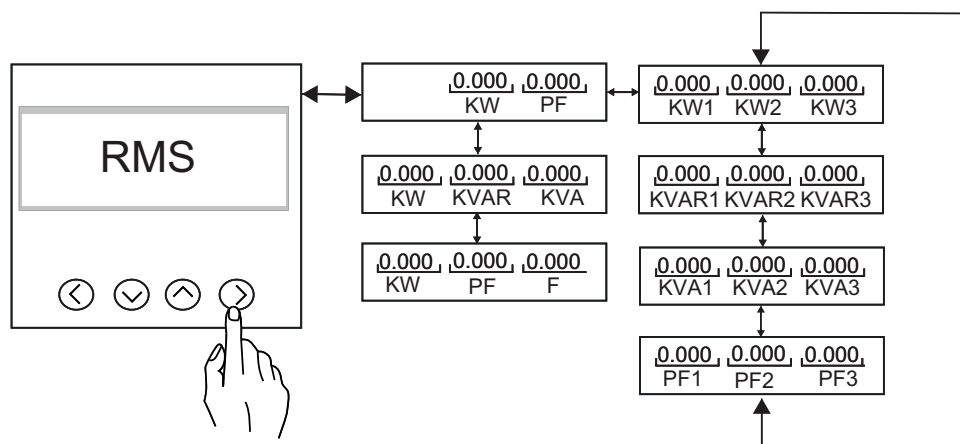 RMS
0.000 0.000
KW PF
0.000 0.000 0.000
KW KVAR KVA
0.000 0.000 0.000
KW PF F
0.000 0.000 0.000
KW1 KW2 KW3
0.000 0.000 0.000
KVAR1 KVAR2 KVAR3
0.000 0.000 0.000
KVA1 KVA2 KVA3
0.000 0.000 0.000
PF1 PF2 PF3